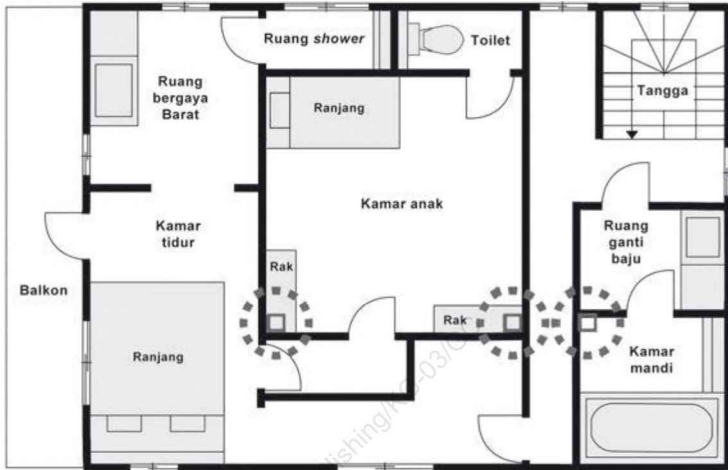 Ruang shower
Toilet
Ruang
bergaya
Barat
Ranjang
Tangga
Kamar anak
Kamar
tidur
Ruang
ganti
baju
Balkon
Rak
Rak
Ranjang
Kamar
mandi